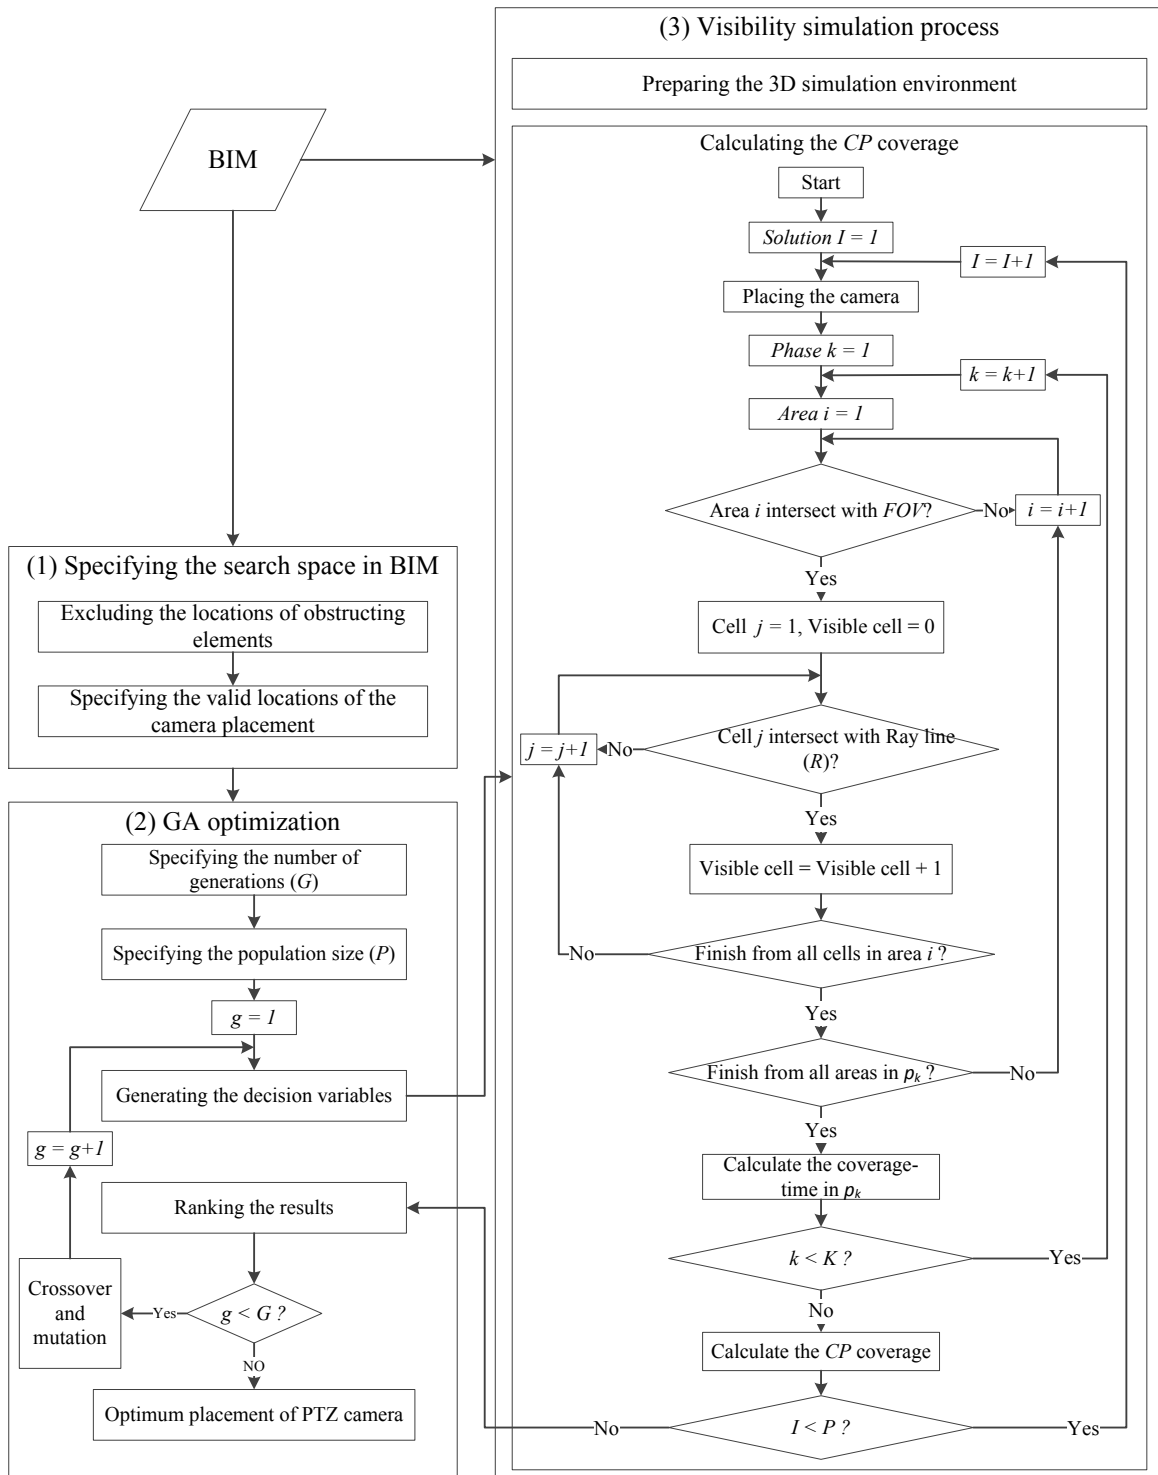 BIM
(1) Specifying the search space in BIM
Excluding the locations of obstructing
elements
Specifying the valid locations of the
camera placement
(2) GA optimization
Specifying the number of
generations (G)
Specifying the population size (P)
g = 1
Generating the decision variables
g = g+1
Ranking the results
Crossover
and
mutation
Yes
g < G ?
NO
Optimum placement of PTZ camera
(3) Visibility simulation process
Preparing the 3D simulation environment
Calculating the CP coverage
Start
Solution I = 1
I = I+1
Placing the camera
Phase k = 1
k = k+1
Area i = 1
Area i intersect with FOV?
No
i = i+1
Yes
Cell j = 1, Visible cell = 0
j = j+1
No
Cell j intersect with Ray line
(R)?
Yes
Visible cell = Visible cell + 1
No
Finish from all cells in area i ?
Yes
Finish from all areas in pk ?
No
Yes
Calculate the coverage-
time in pk
k < K ?
Yes
No
Calculate the CP coverage
No
I < P ?
Yes